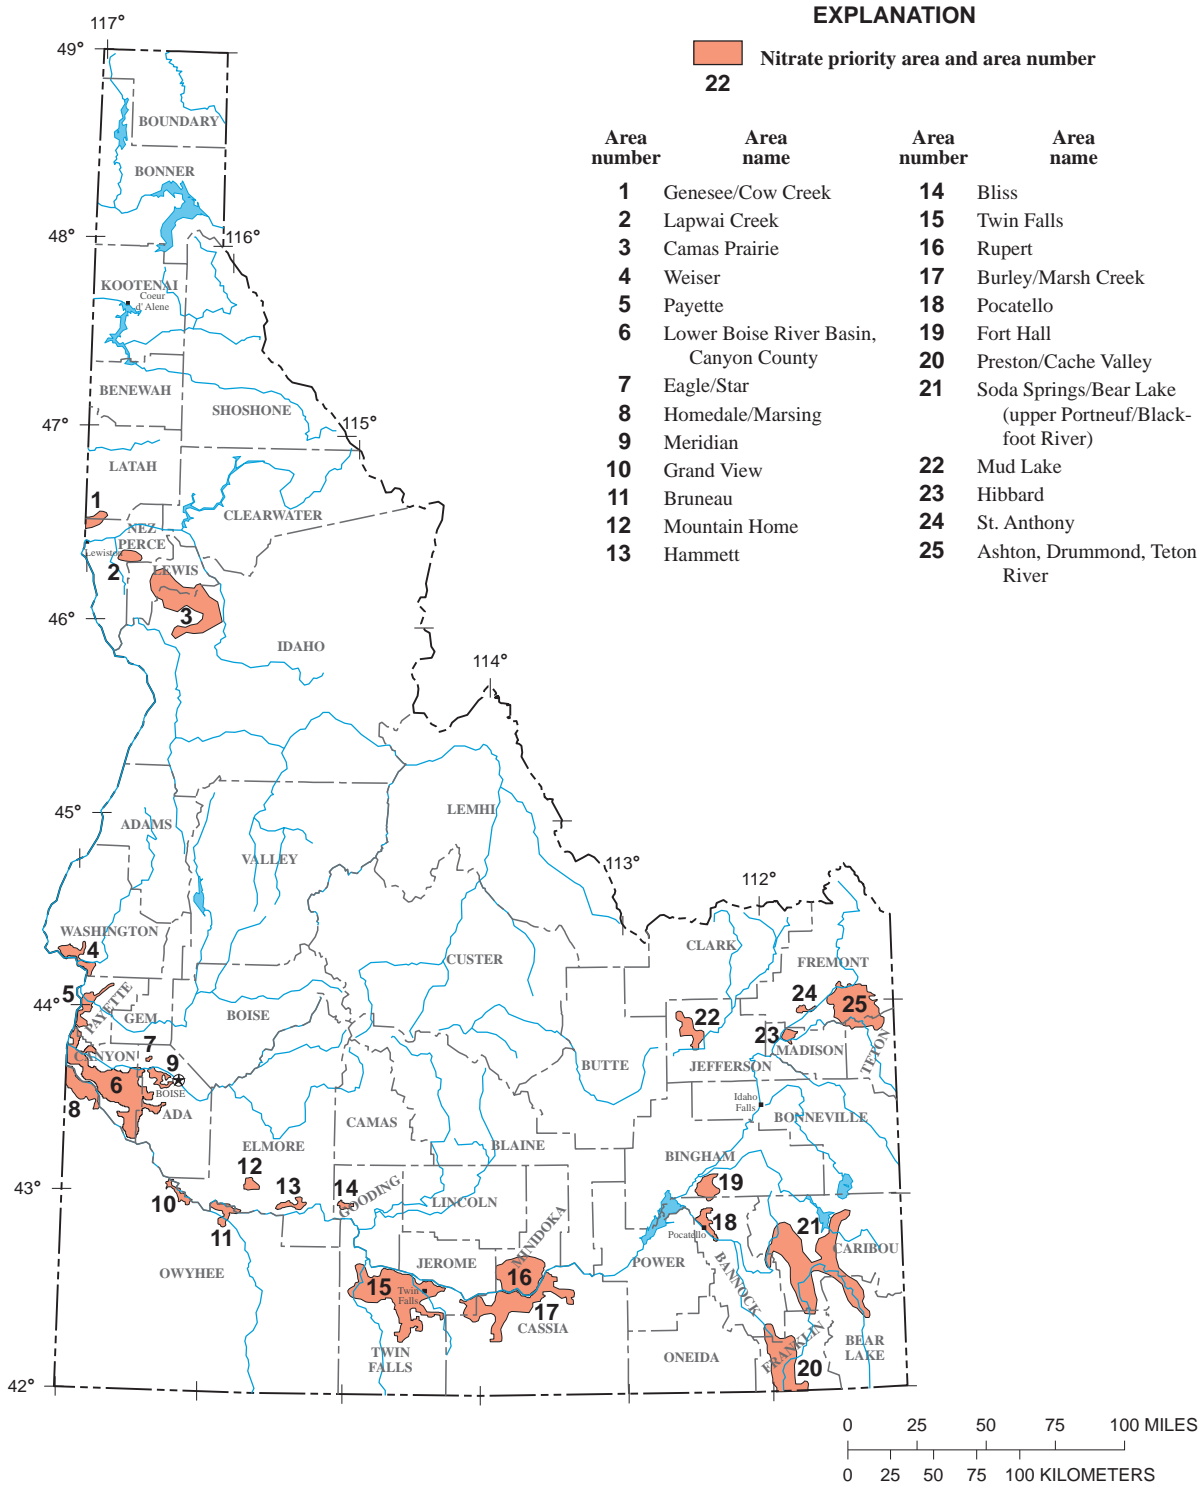 EXPLANATION
Nitrate priority area and area number
22
Area number
Area name
1 Genesee/Cow Creek
2 Lapwai Creek
3 Camas Prairie
4 Weiser
5 Payette
6 Lower Boise River Basin,
Canyon County
7 Eagle/Star
8 Homedale/Marsing
9 Meridian
10 Grand View
11 Bruneau
12 Mountain Home
13 Hammett
Area number
Area name
14 Bliss
15 Twin Falls
16 Rupert
17 Burley/Marsh Creek
18 Pocatello
19 Fort Hall
20 Preston/Cache Valley
21 Soda Springs/Bear Lake
(upper Portneuf/Black-
foot River)
22 Mud Lake
23 Hibbard
24 St. Anthony
25 Ashton, Drummond, Teton
River
117°
49°
BOUNDARY
BONNER
48°
116°
KOOTENAI
Coeur
d'Alene
BENEWAH
SHOSHONE
47°
115°
LATAH
1
CLEARWATER
NEZ
PERCE
Lewiston
2
LEWIS
3
46°
IDAHO
114°
45°
ADAMS
LEMHI
VALLEY
113°
112°
WASHINGTON
4
CLARK
CUSTER
FREMONT
5
PAYETTE
44°
GEM
BOISE
24
25
22
23
7
CANYON
9
MADISON
TETON
BUTTE
JEFFERSON
6
BOISE
8
ADA
Idaho
Falls
CAMAS
BONNEVILLE
ELMORE
BLAINE
BINGHAM
12
43°
10
13
14
GOODING
LINCOLN
19
11
MINIDOKA
18
Pocatello
21
CARIBOU
OWYHEE
JEROME
POWER
BANNOCK
15
Twin
Falls
16
17
CASSIA
TWIN
FALLS
ONEIDA
FRANKLIN
BEAR
LAKE
20
42°
0 25 50 75 100 MILES
0 25 50 75 100 KILOMETERS